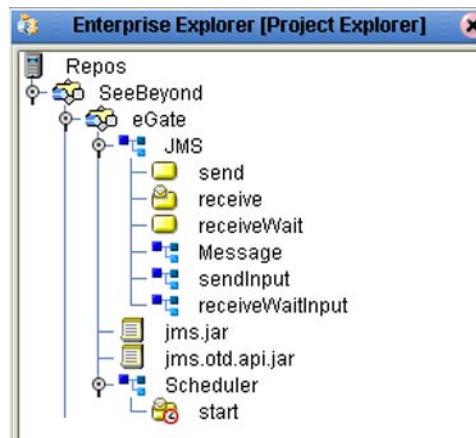 Enterprise Explorer [Project Explorer]
Repos
SeeBeyond
eGate
JMS
send
receive
receiveWait
Message
sendInput
receiveWaitInput
jms.jar
jms.otd.api.jar
Scheduler
start